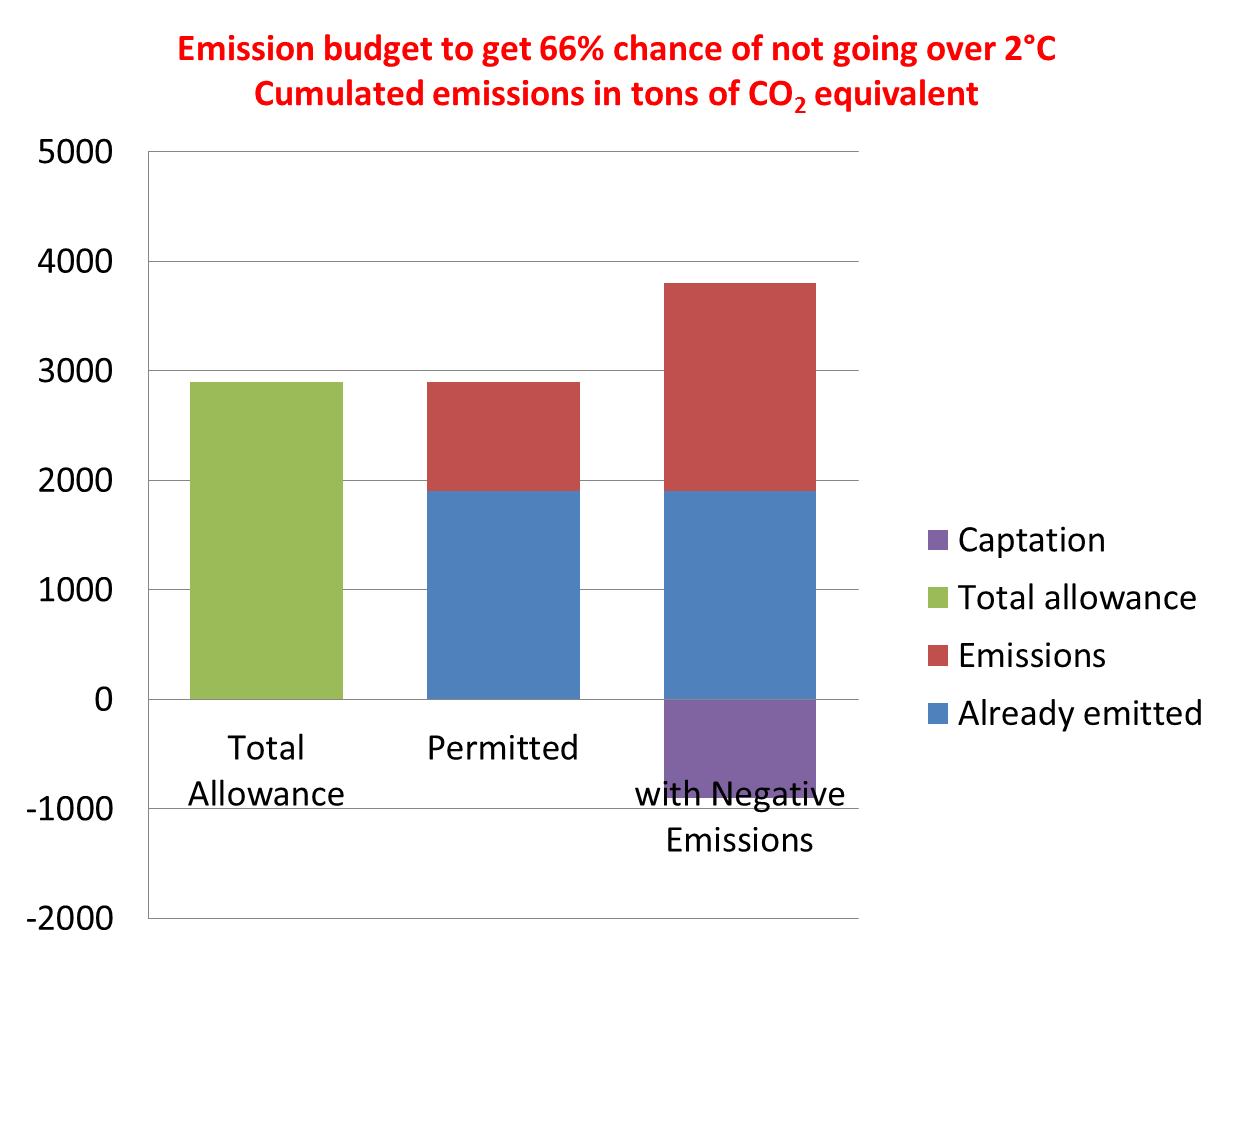 Emission budget to get 66% chance of not going over 2°C
Cumulated emissions in tons of CO₂ equivalent
5000
4000
3000
2000
1000
0
-1000
-2000
Total
Allowance
Permitted
with Negative
Emissions
Captation
Total allowance
Emissions
Already emitted